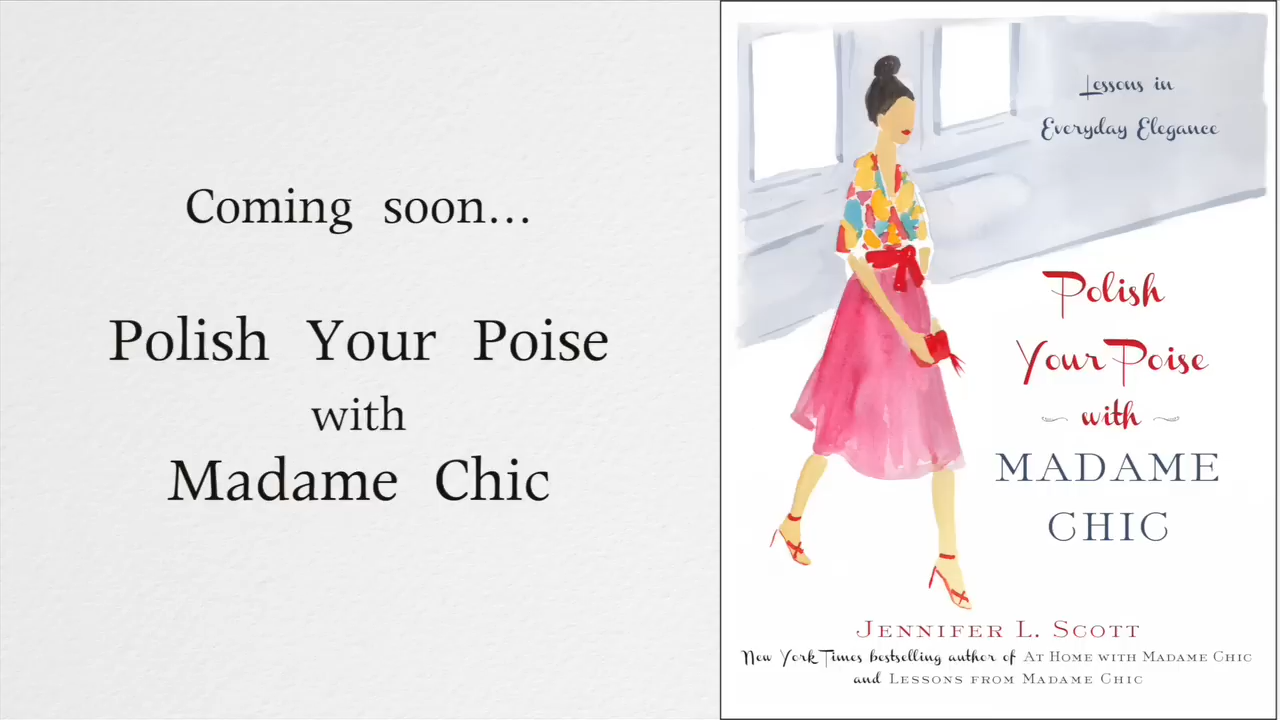 Coming soon...
Polish Your Poise
with
Madame Chic
Lessons in
Everyday Elegance
Polish
Your Poise
with
MADAME
CHIC
JENNIFER L. SCOTT
New York Times bestselling author of AT HOME WITH MADAME CHIC
and LESSONS FROM MADAME CHIC